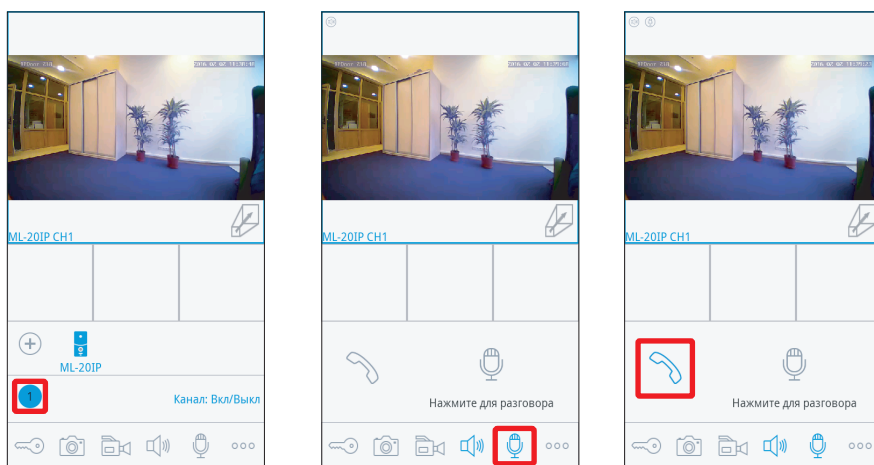 ML-20IP CH1
ML-20IP
1
Канал: Вкл/Выкл
ML-20IP CH1
Нажмите для разговора
ML-20IP CH1
Нажмите для разговора